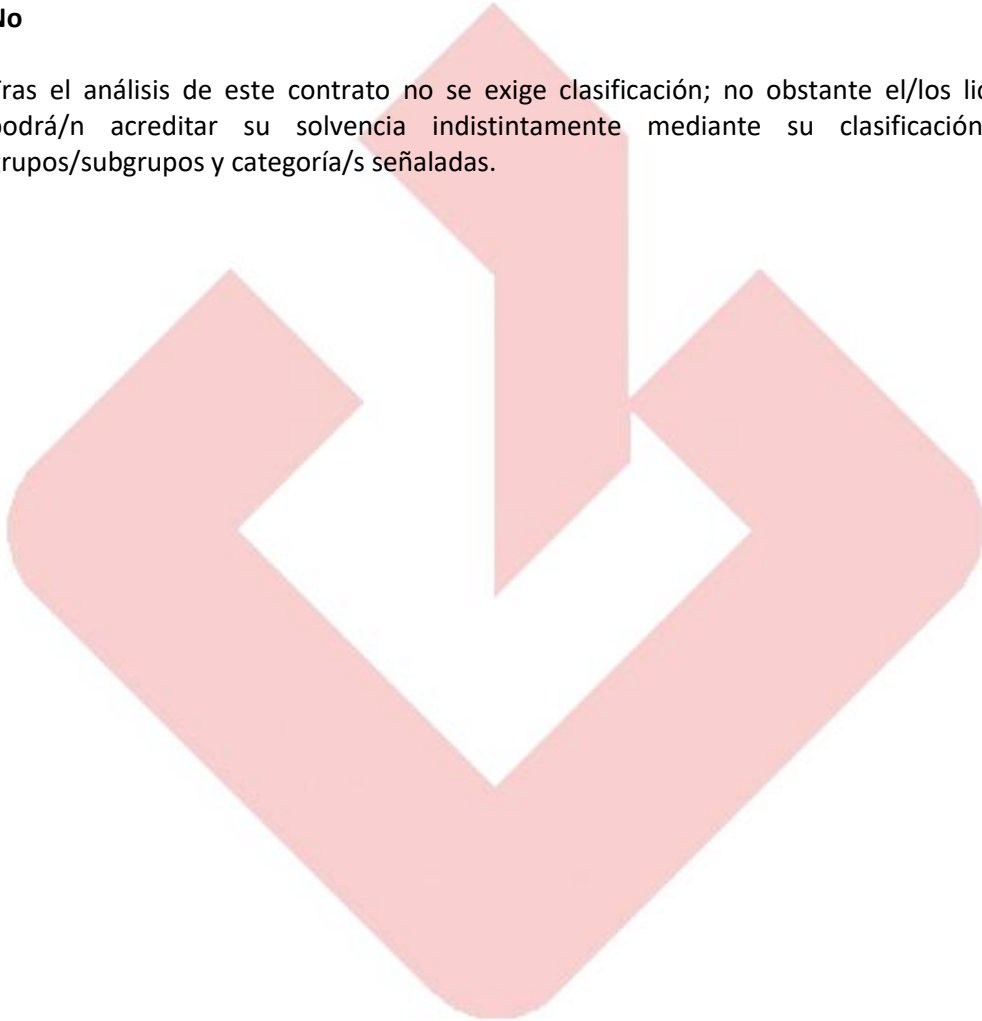 No
Tras el análisis de este contrato no se exige clasificación; no obstante el/los
podrá/n acreditar su solvencia indistintamente mediante su clasificación
grupos/subgrupos y categoría/s señaladas.